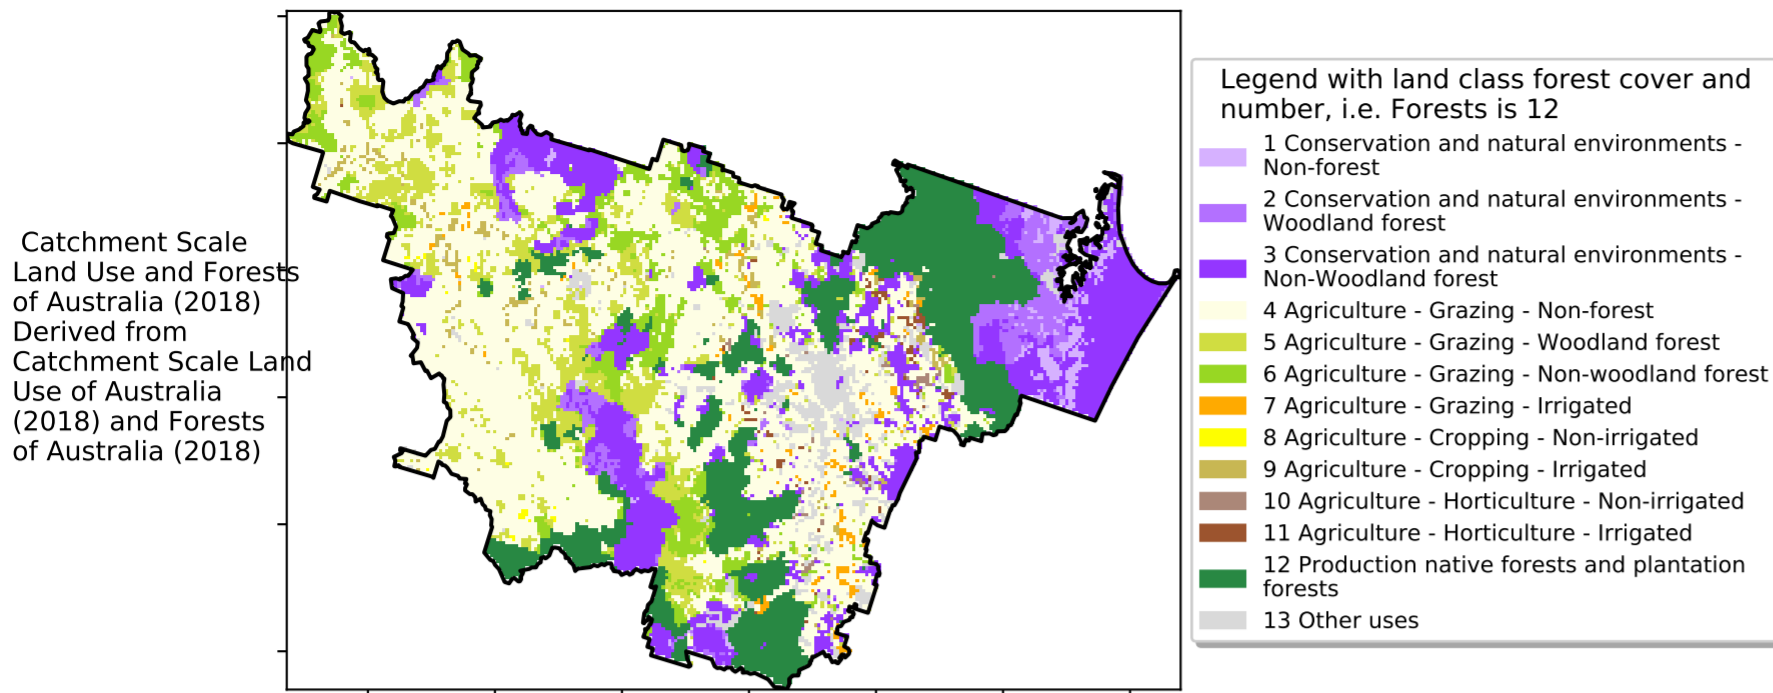 Catchment Scale
Land Use and Forests
of Australia (2018)
Derived from
Catchment Scale Land
Use of Australia
(2018) and Forests
of Australia (2018)
Legend with land class forest cover and
number, i.e. Forests is 12
1 Conservation and natural environments -
Non-forest
2 Conservation and natural environments -
Woodland forest
3 Conservation and natural environments -
Non-Woodland forest
4 Agriculture - Grazing - Non-forest
5 Agriculture - Grazing - Woodland forest
6 Agriculture - Grazing - Non-woodland forest
7 Agriculture - Grazing - Irrigated
8 Agriculture - Cropping - Non-irrigated
9 Agriculture - Cropping - Irrigated
10 Agriculture - Horticulture - Non-irrigated
11 Agriculture - Horticulture - Irrigated
12 Production native forests and plantation
forests
13 Other uses